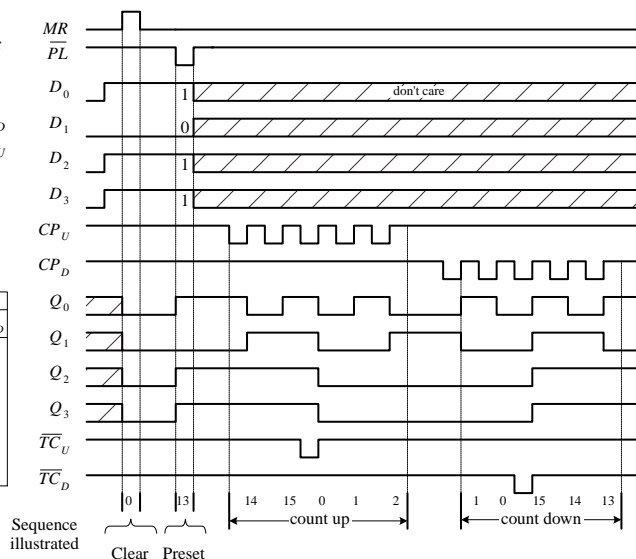 MR
PL
D0 1 don't care
D1 0
D2 1
D3 1
CPU
CPD
Q0
Q1
Q2
Q3
TCU
TCD
D
U
D
0 13 14 15 0 1 2 1 0 15 14 13
count up count down
Sequence
illustrated
Clear Preset